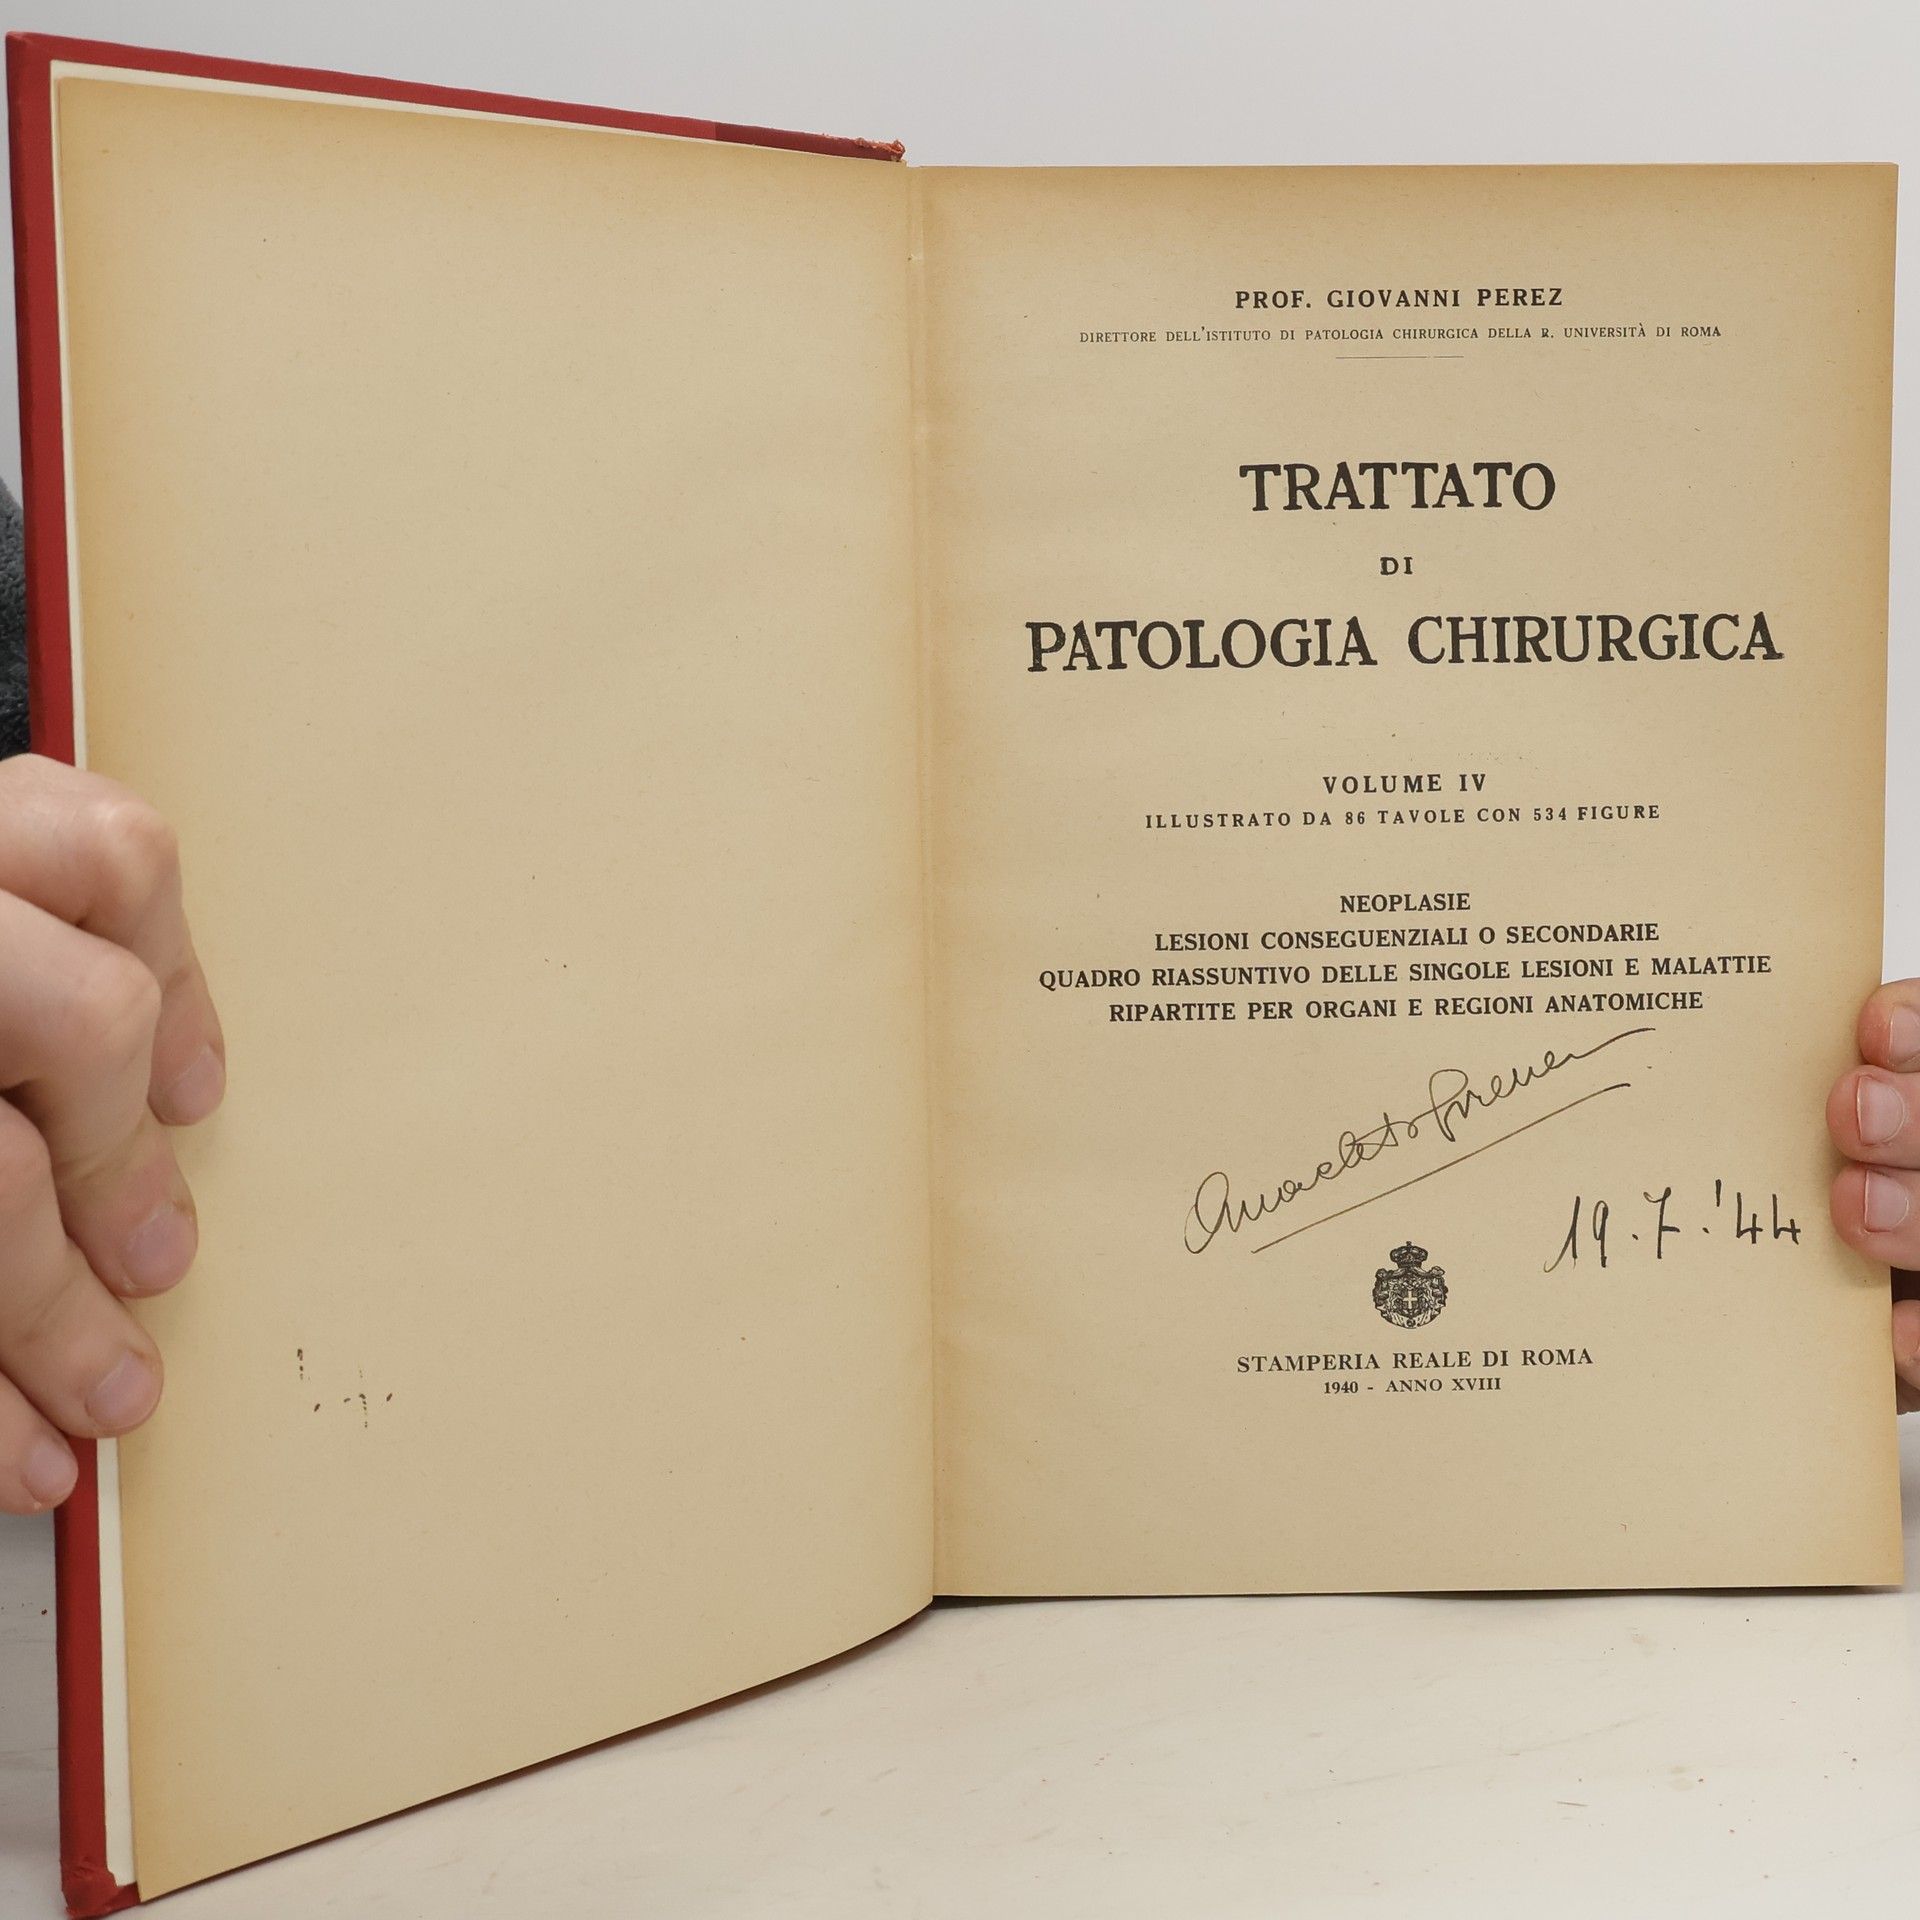 PROF. GIOVANNI PEREZ
DIRETTORE DELL'ISTITUTO DI PATOLOGIA CHIRURGICA DELLA R. UNIVERSITÀ DI ROMA
TRATTATO
DI
PATOLOGIA CHIRURGICA
VOLUME IV
ILLUSTRATO DA 86 TAVOLE CON 534 FIGURE
NEOPLASIE
LESIONI CONSEGUENZIALI O SECONDARIE
QUADRO RIASSUNTIVO DELLE SINGOLE LESIONI E MALATTIE
RIPARTITE PER ORGANI E REGIONI ANATOMICHE
Anacleto
19.7.'44
STAMPERIA REALE DI ROMA
1940 - ANNO XVIII